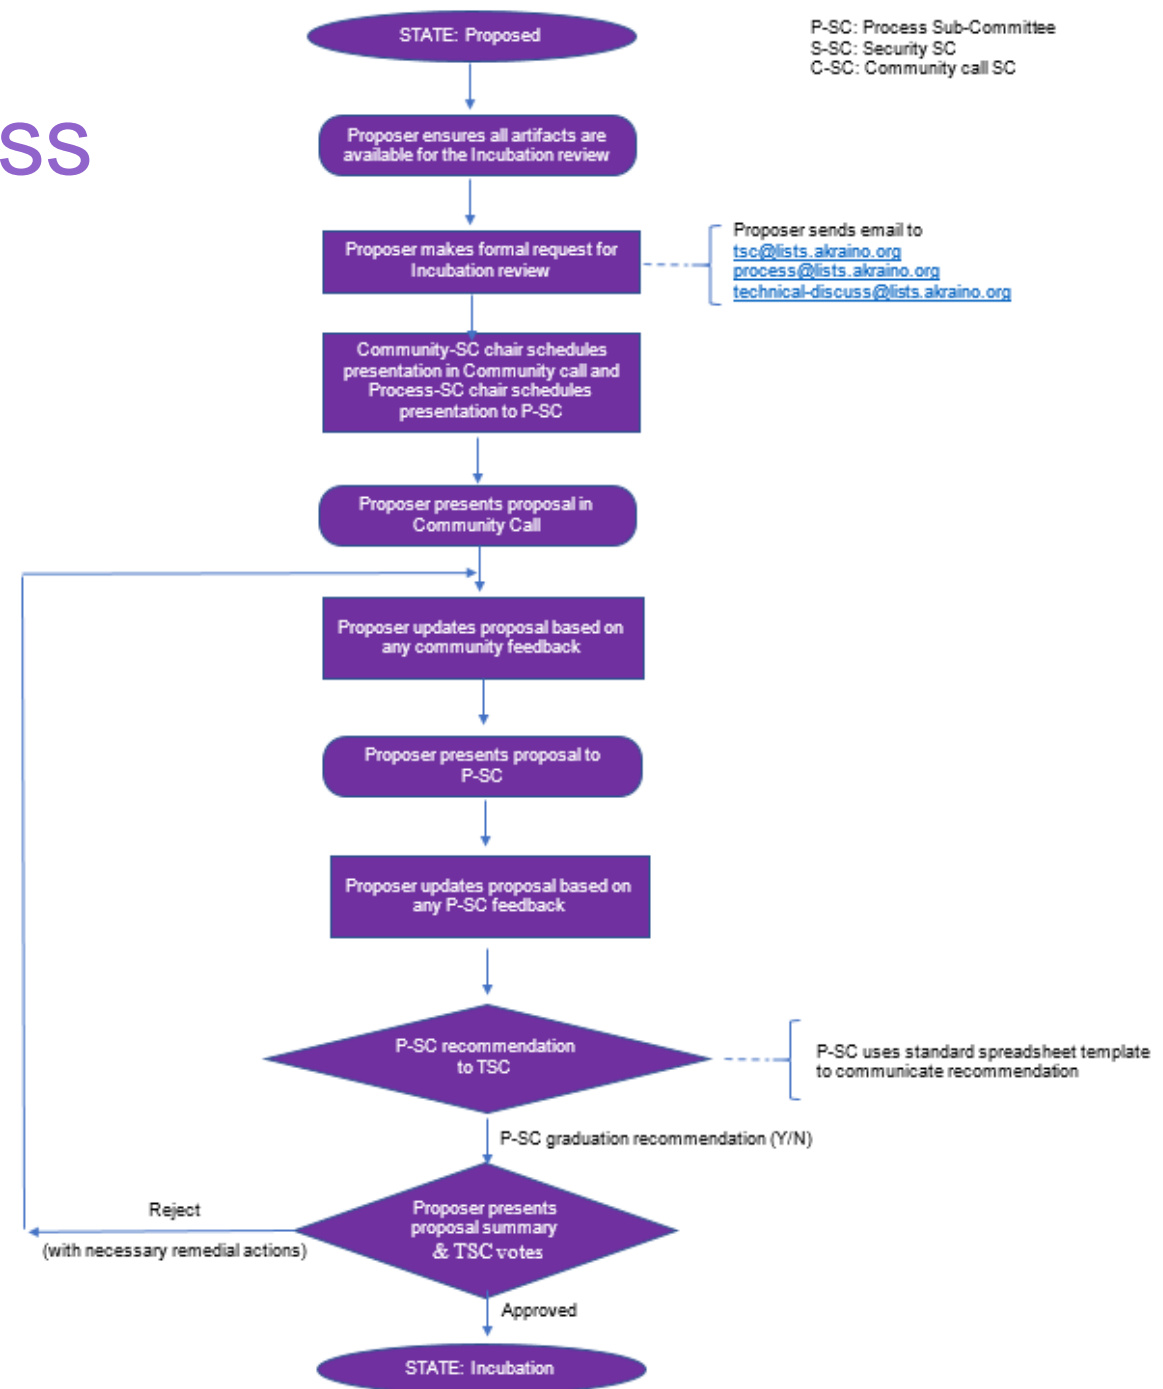 STATE: Proposed
P-SC: Process Sub-Committee
S-SC: Security SC
C-SC: Community call SC
ss
Proposer ensures all artifacts are
available for the Incubation review
Proposer makes formal request for
Incubation review
Proposer sends email to
tsc@lists.akraino.org
process@lists.akraino.org
technical-discuss@lists.akraino.org
Community-SC chair schedules
presentation in Community call and
Process-SC chair schedules
presentation to P-SC
Proposer presents proposal in
Community Call
Proposer updates proposal based on
any community feedback
Proposer presents proposal to
P-SC
Proposer updates proposal based on
any P-SC feedback
P-SC recommendation
to TSC
P-SC uses standard spreadsheet template
to communicate recommendation
P-SC graduation recommendation (Y/N)
Reject
(with necessary remedial actions)
Proposer presents
proposal summary
& TSC votes
Approved
STATE: Incubation